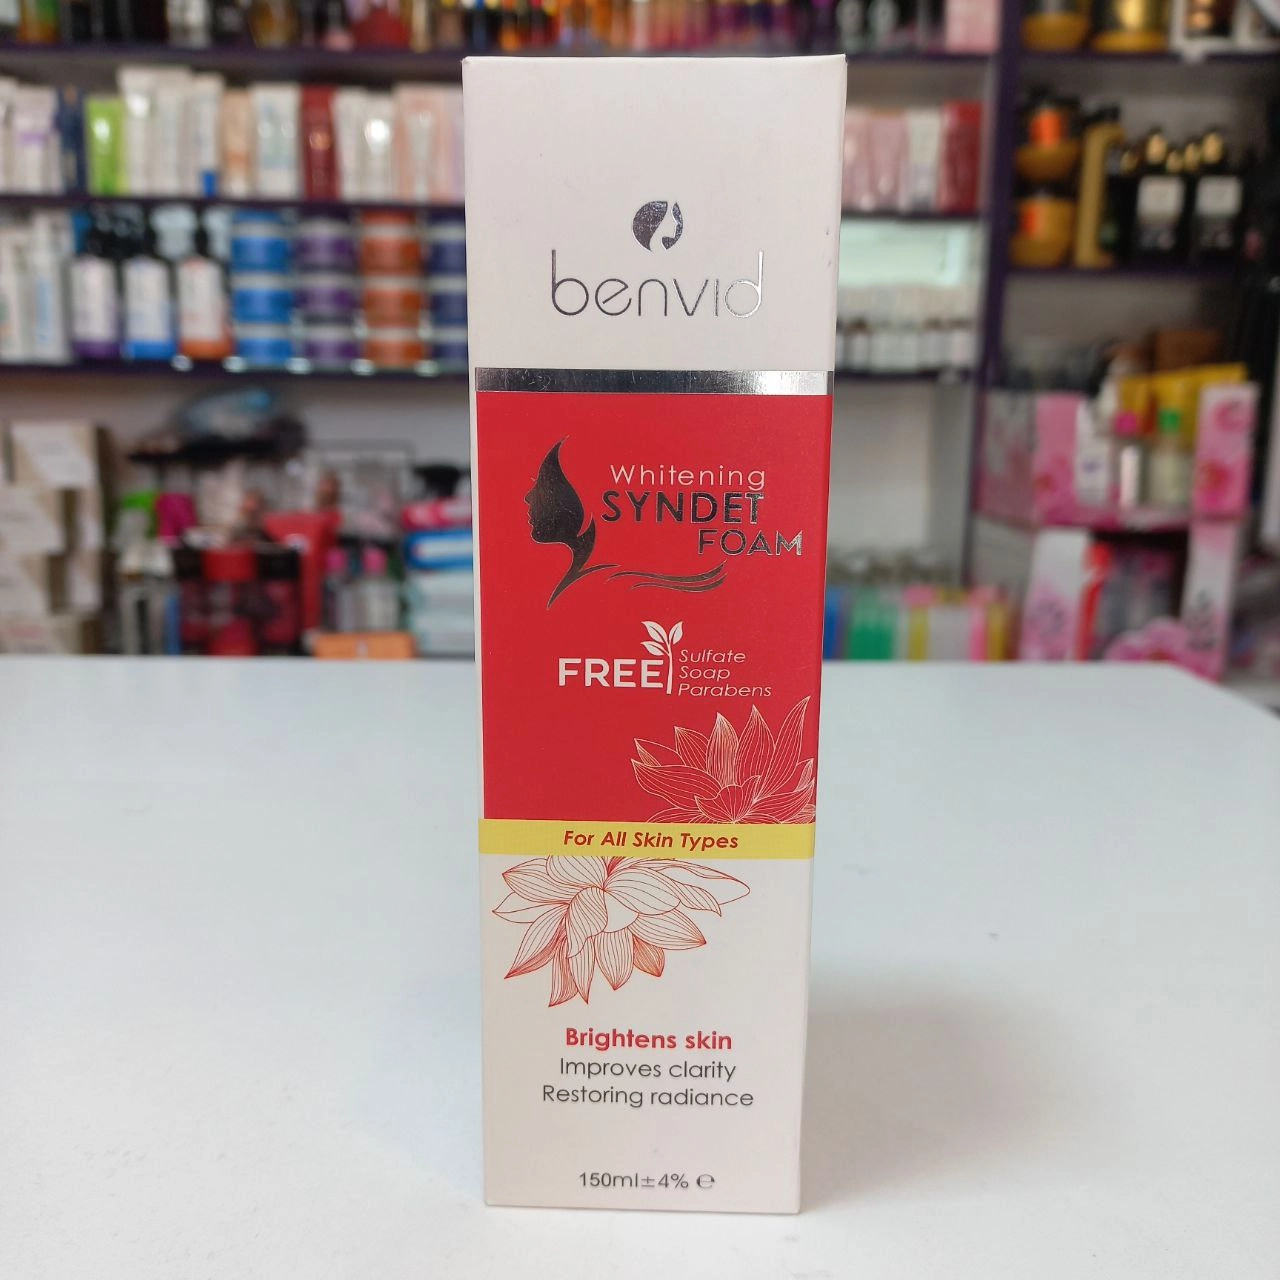 benvid
Whitening
SYNDET
FOAM
FREE
Sulfate
Soap
Parabens
For All Skin Types
Brightens skin
Improves clarity
Restoring radiance
150ml±4% ℮